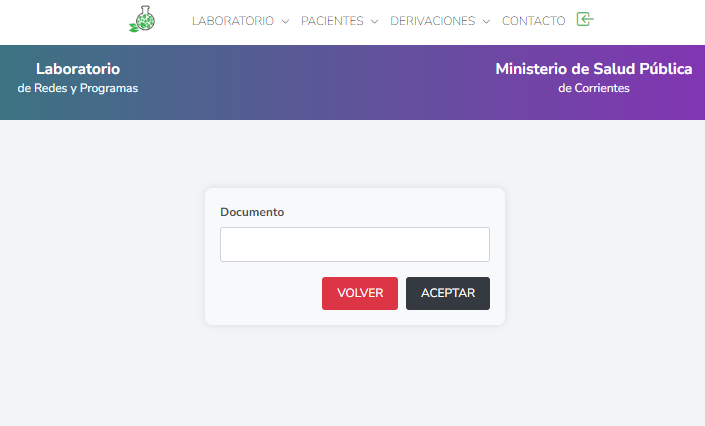 LABORATORIO PACIENTES DERIVACIONES CONTACTO
Laboratorio
de Redes y Programas
Ministerio de Salud Pública
de Corrientes
Documento
VOLVER ACEPTAR